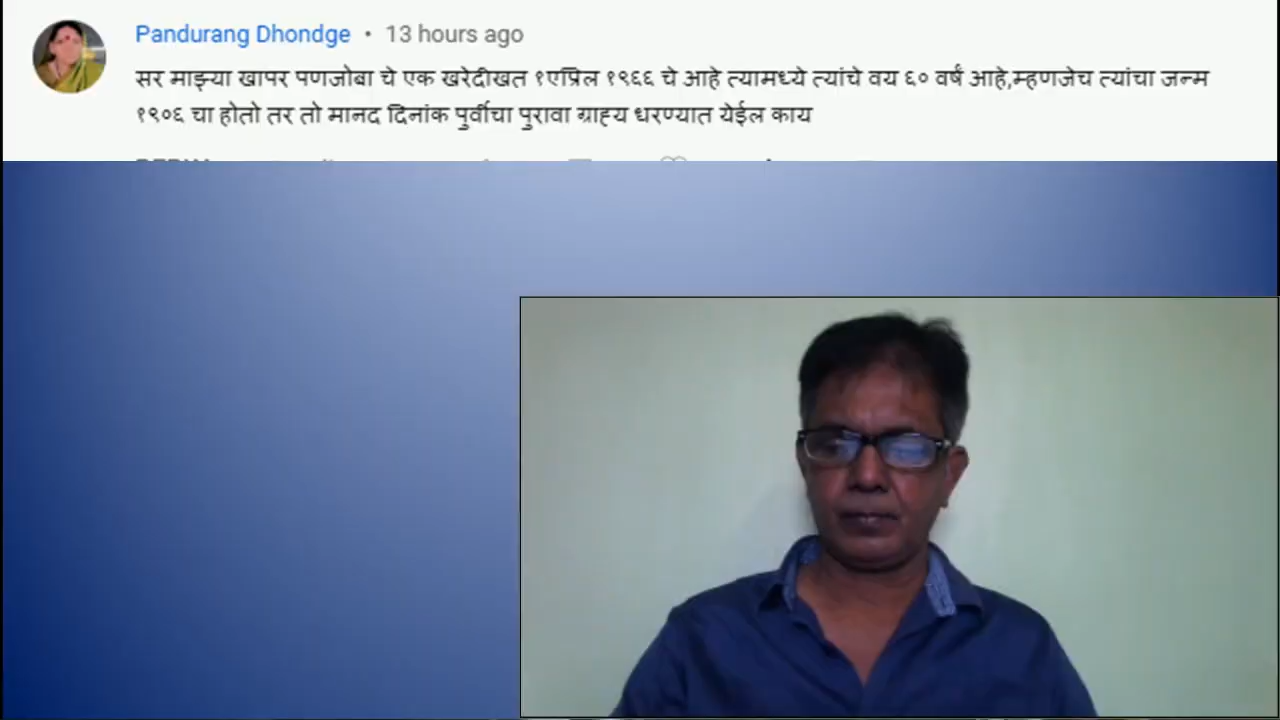 Pandurang Dhondge • 13 hours ago
सर माझ्या खापर पणजोबा चे एक खरेदीखत १एप्रिल १९६६ चे आहे त्यामध्ये त्यांचे वय ६० वर्षं आहे,म्हणजेच त्यांचा जन्म
१९०६ चा होतो तर तो मानद दिनांक पुर्वीचा पुरावा ग्राह्य धरण्यात येईल काय